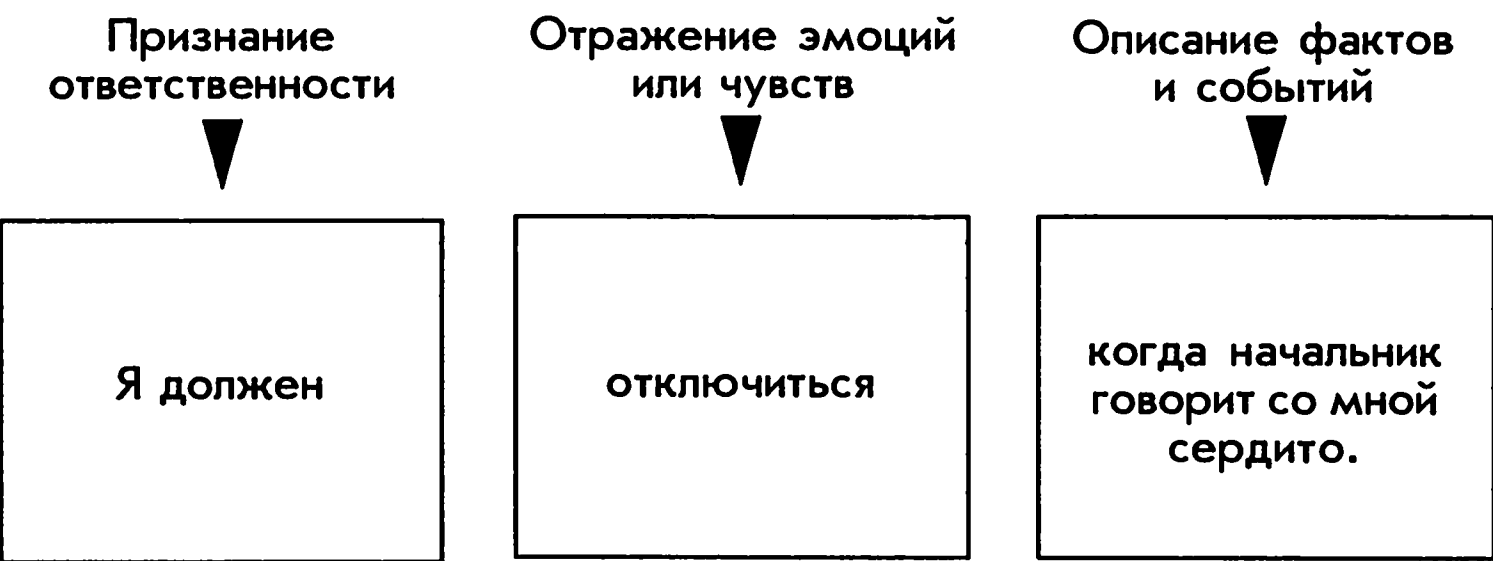 Признание
ответственности
Отражение эмоций
или чувств
Описание фактов
и событий
Я должен
отключиться
когда начальник
говорит со мной
сердито.